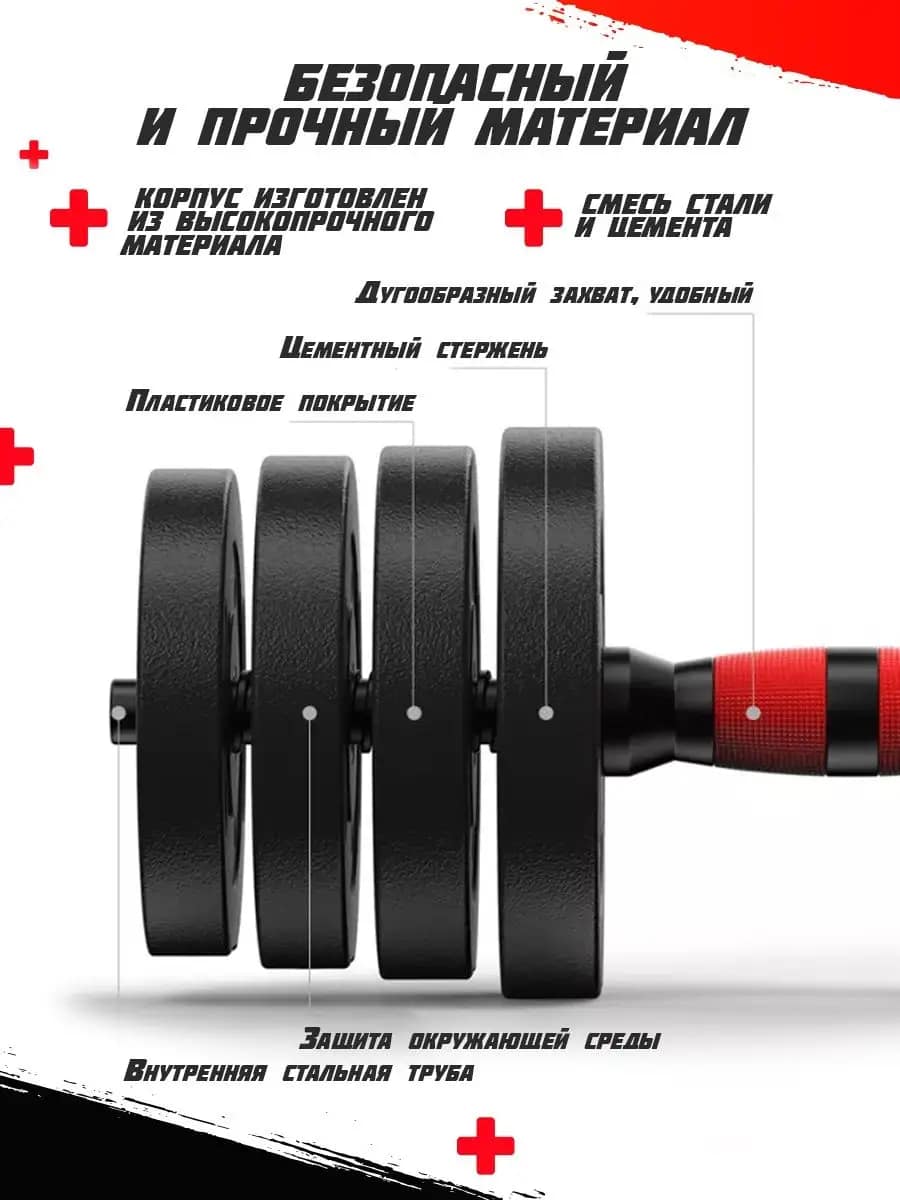 БЕЗОПАСНЫЙ
И ПРОЧНЫЙ МАТЕРИАЛ
КОРПУС ИЗГОТОВЛЕН
ИЗ ВЫСОКОПРОЧНОГО
МАТЕРИАЛА
СМЕСЬ СТАЛИ
И ЦЕМЕНТА
Дугообразный захват, удобный
Цементный стержень
Пластиковое покрытие
Защита окружающей среды
Внутренняя стальная труба